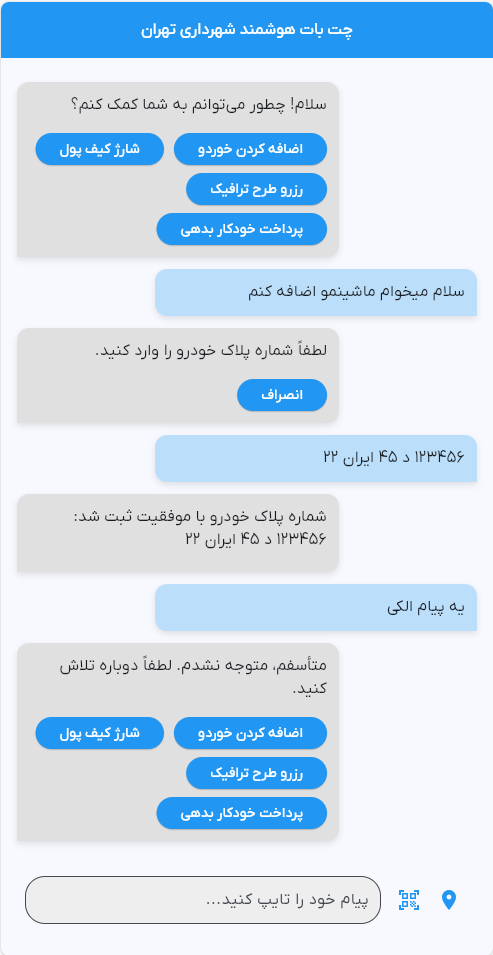 چت بات هوشمند شهرداری تهران
سلام! چطور می‌توانم به شما کمک کنم؟
اضافه کردن خوردو
شارژ کیف پول
رزرو طرح ترافیک
پرداخت خودکار بدهی
سلام میخوام ماشینمو اضافه کنم
لطفاً شماره پلاک خودرو را وارد کنید.
انصراف
۱۲۳۴۵۶ د ۴۵ ایران ۲۲
شماره پلاک خودرو با موفقیت ثبت شد:
۱۲۳۴۵۶ د ۴۵ ایران ۲۲
یه پیام الکی
متأسفم، متوجه نشدم. لطفاً دوباره تلاش
کنید.
اضافه کردن خوردو
شارژ کیف پول
رزرو طرح ترافیک
پرداخت خودکار بدهی
پیام خود را تایپ کنید...